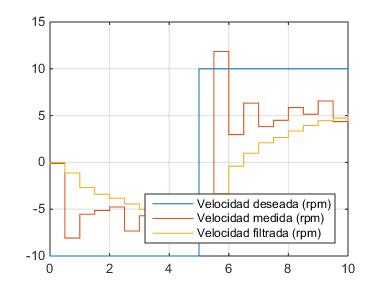 15
10
5
0
-5
-10
0 2 4 6 8 10
Velocidad deseada (rpm)
Velocidad medida (rpm)
Velocidad filtrada (rpm)